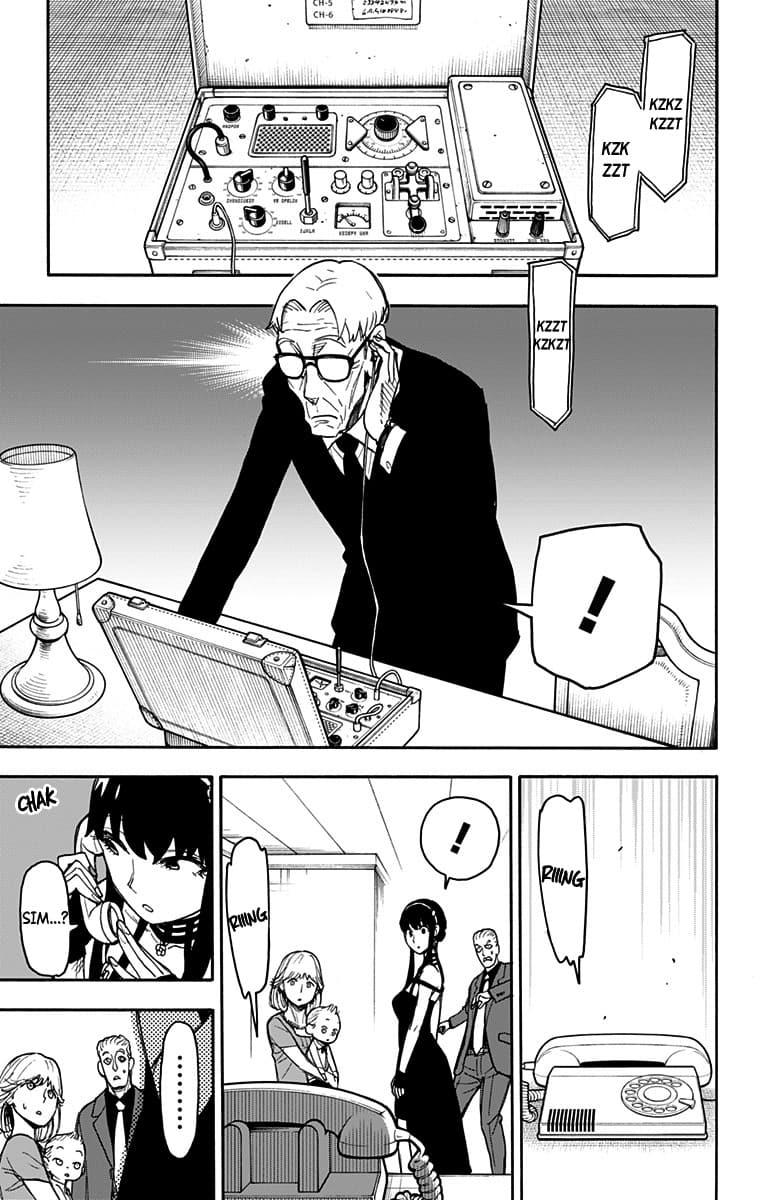 CH-5
CH-6
KZKZ
KZZT
KZK
ZZT
KZZT
KZKZT
!
RIIING
!
RIIING
CHAK
SIM...?
........